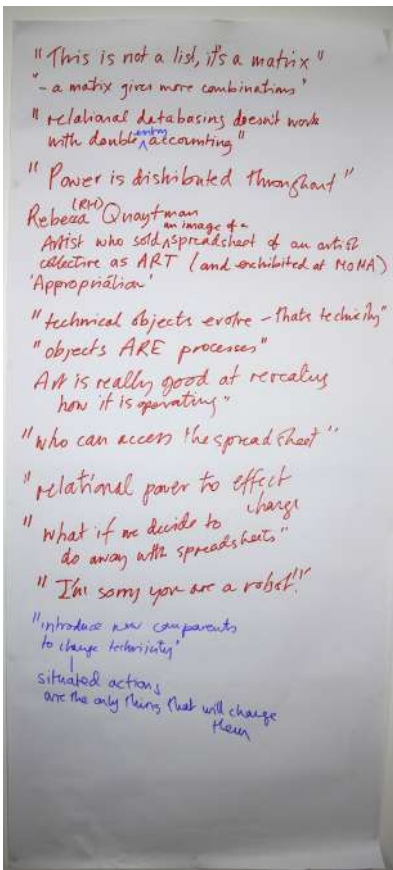 "This is not a list, it's a matrix"
"- a matrix gives more combinations"
"relational databasing doesn't work
with double entry accounting"
"Power is distributed throughout"
Rebecca (RH) Quaytman
Artist who sold an image of a spreadsheet of an artist
collective as ART (and exhibited at MoMA)
'Appropriation'
"technical objects evolve - thats technicity"
"objects ARE processes"
Art is really good at revealing
how it is operating"
"who can access the spreadsheet"
"relational power to effect
change
"what if we decide to
do away with spreadsheets"
"I'm sorry you are a robot!"
"introduce new components
to change technicity"
situated actions
are the only thing that will change
them